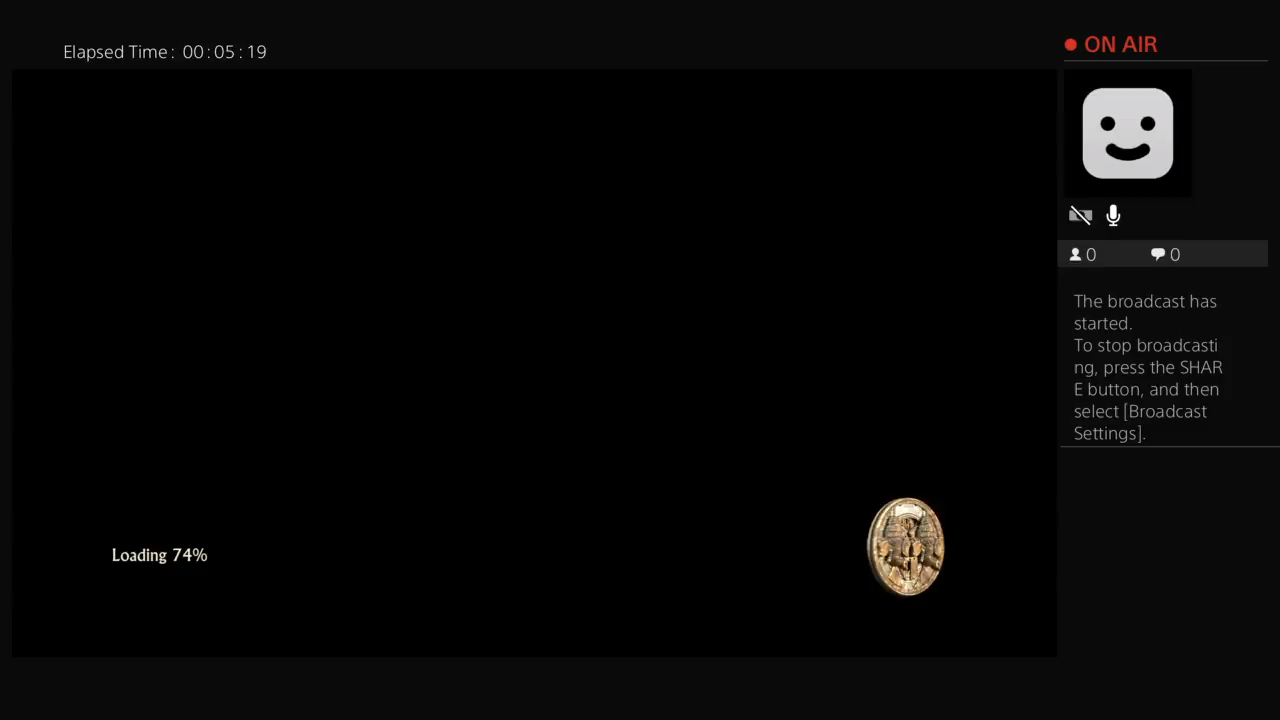 Elapsed Time: 00:05:19
ON AIR
0 0
The broadcast has
started.
To stop broadcasti
ng, press the SHAR
E button, and then
select [Broadcast
Settings].
Loading 74%